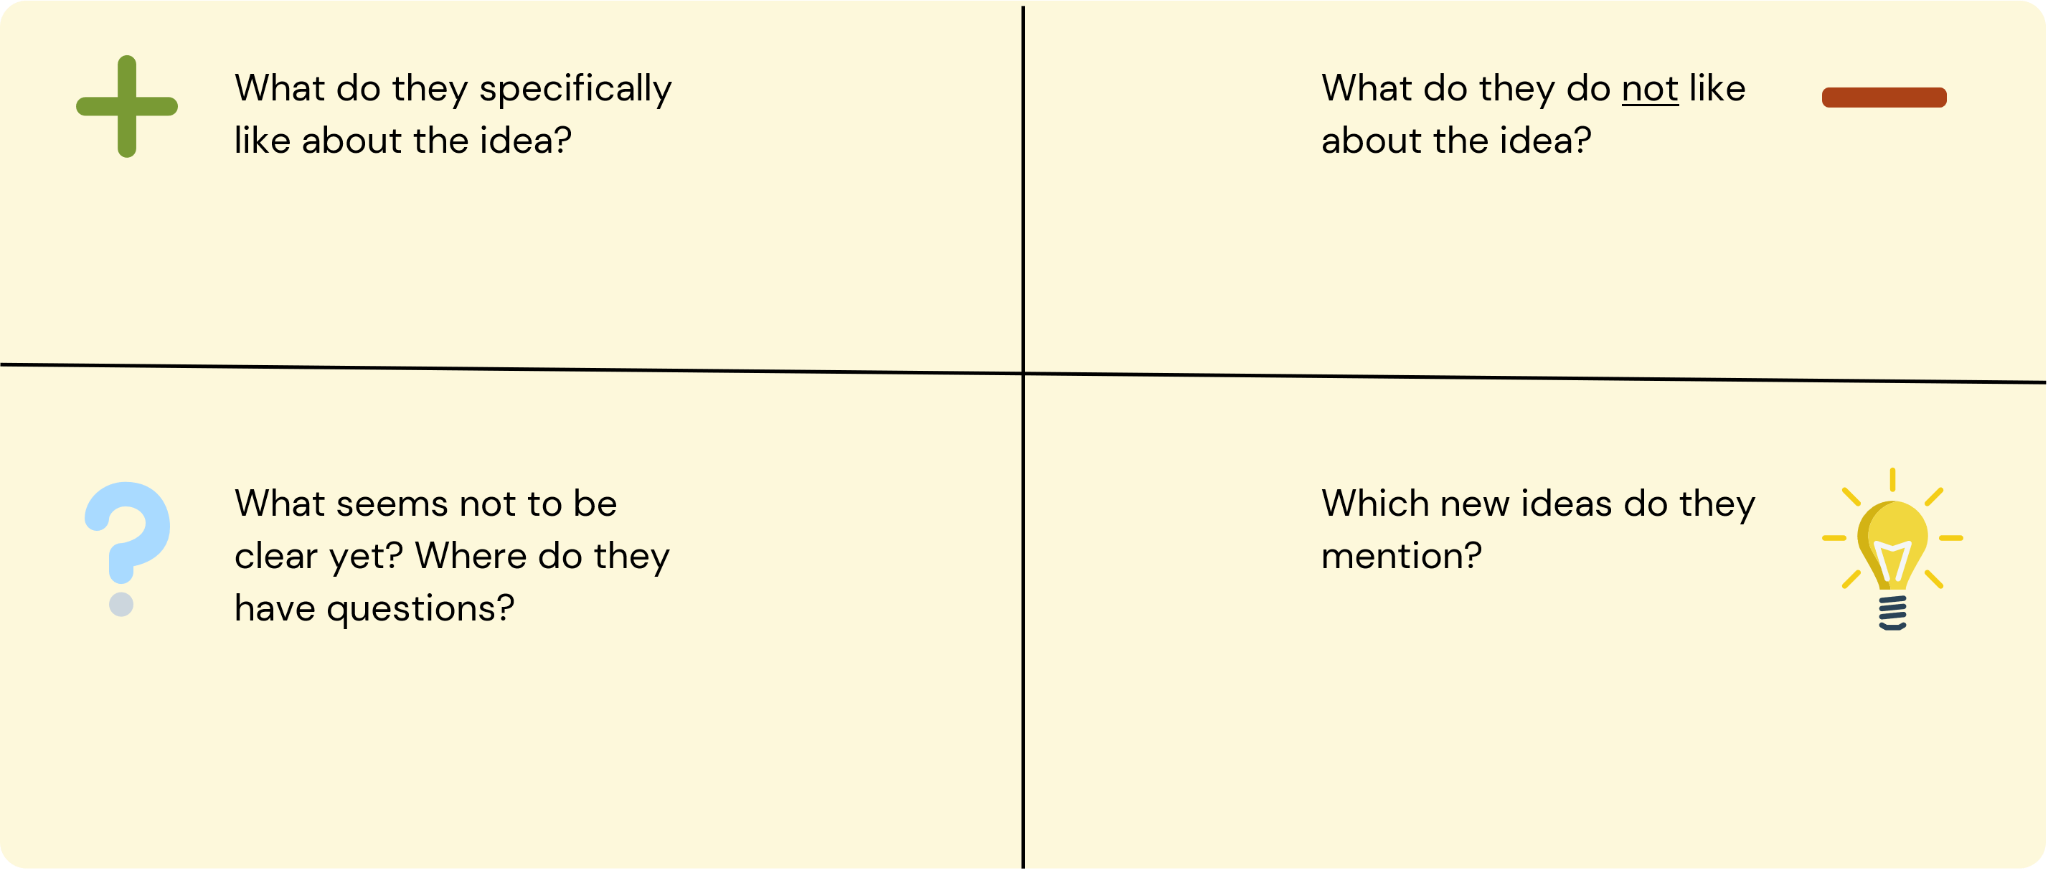 What do they specifically
like about the idea?
What do they do not like
about the idea?
What seems not to be
clear yet? Where do they
have questions?
Which new ideas do they
mention?